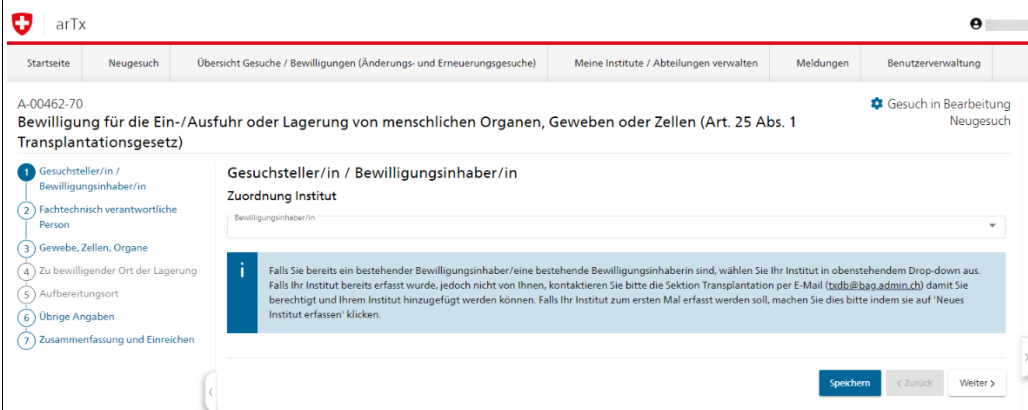 arTx
Startseite
Neugesuch
Übersicht Gesuche / Bewilligungen (Änderungs- und Erneuerungsgesuche)
Meine Institute / Abteilungen verwalten
Meldungen
Benutzerverwaltung
A-00462-70
Bewilligung für die Ein-/Ausfuhr oder Lagerung von menschlichen Organen, Geweben oder Zellen (Art. 25 Abs. 1
Transplantationsgesetz)
Gesuch in Bearbeitung
Neugesuch
1 Gesuchsteller/in /
Bewilligungsinhaber/in
2 Fachtechnisch verantwortliche
Person
3 Gewebe, Zellen, Organe
4 Zu bewilligender Ort der Lagerung
5 Aufbereitungsort
6 Übrige Angaben
7 Zusammenfassung und Einreichen
Gesuchsteller/in / Bewilligungsinhaber/in
Zuordnung Institut
Bewilligungsinhaber/in
i
Falls Sie bereits ein bestehender Bewilligungsinhaber/eine bestehende Bewilligungsinhaberin sind, wählen Sie Ihr Institut in obenstehendem Drop-down aus.
Falls Ihr Institut bereits erfasst wurde, jedoch nicht von Ihnen, kontaktieren Sie bitte die Sektion Transplantation per E-Mail (txdb@bag.admin.ch) damit Sie
berechtigt und Ihrem Institut hinzugefügt werden können. Falls Ihr Institut zum ersten Mal erfasst werden soll, machen Sie dies bitte indem sie auf 'Neues
Institut erfassen' klicken.
Speichern
< Zurück
Weiter >